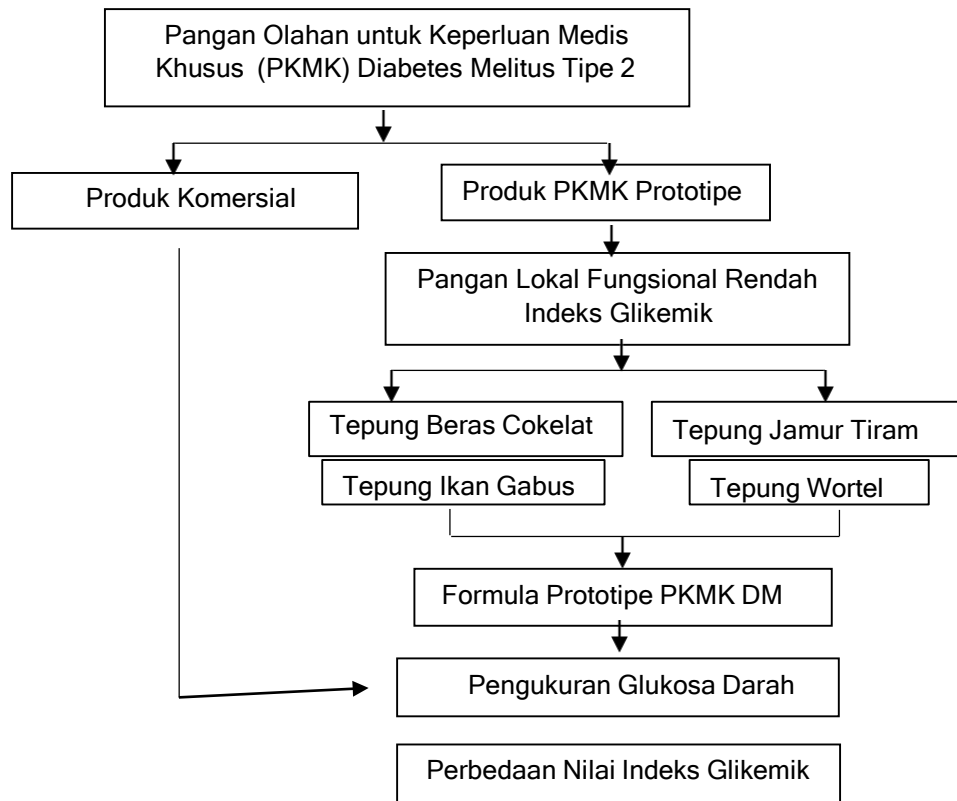 Pangan Olahan untuk Keperluan Medis
Khusus (PKMK) Diabetes Melitus Tipe 2
Produk Komersial
Produk PKMK Prototipe
Pangan Lokal Fungsional Rendah
Indeks Glikemik
Tepung Beras Cokelat
Tepung Jamur Tiram
Tepung Ikan Gabus
Tepung Wortel
Formula Prototipe PKMK DM
Pengukuran Glukosa Darah
Perbedaan Nilai Indeks Glikemik